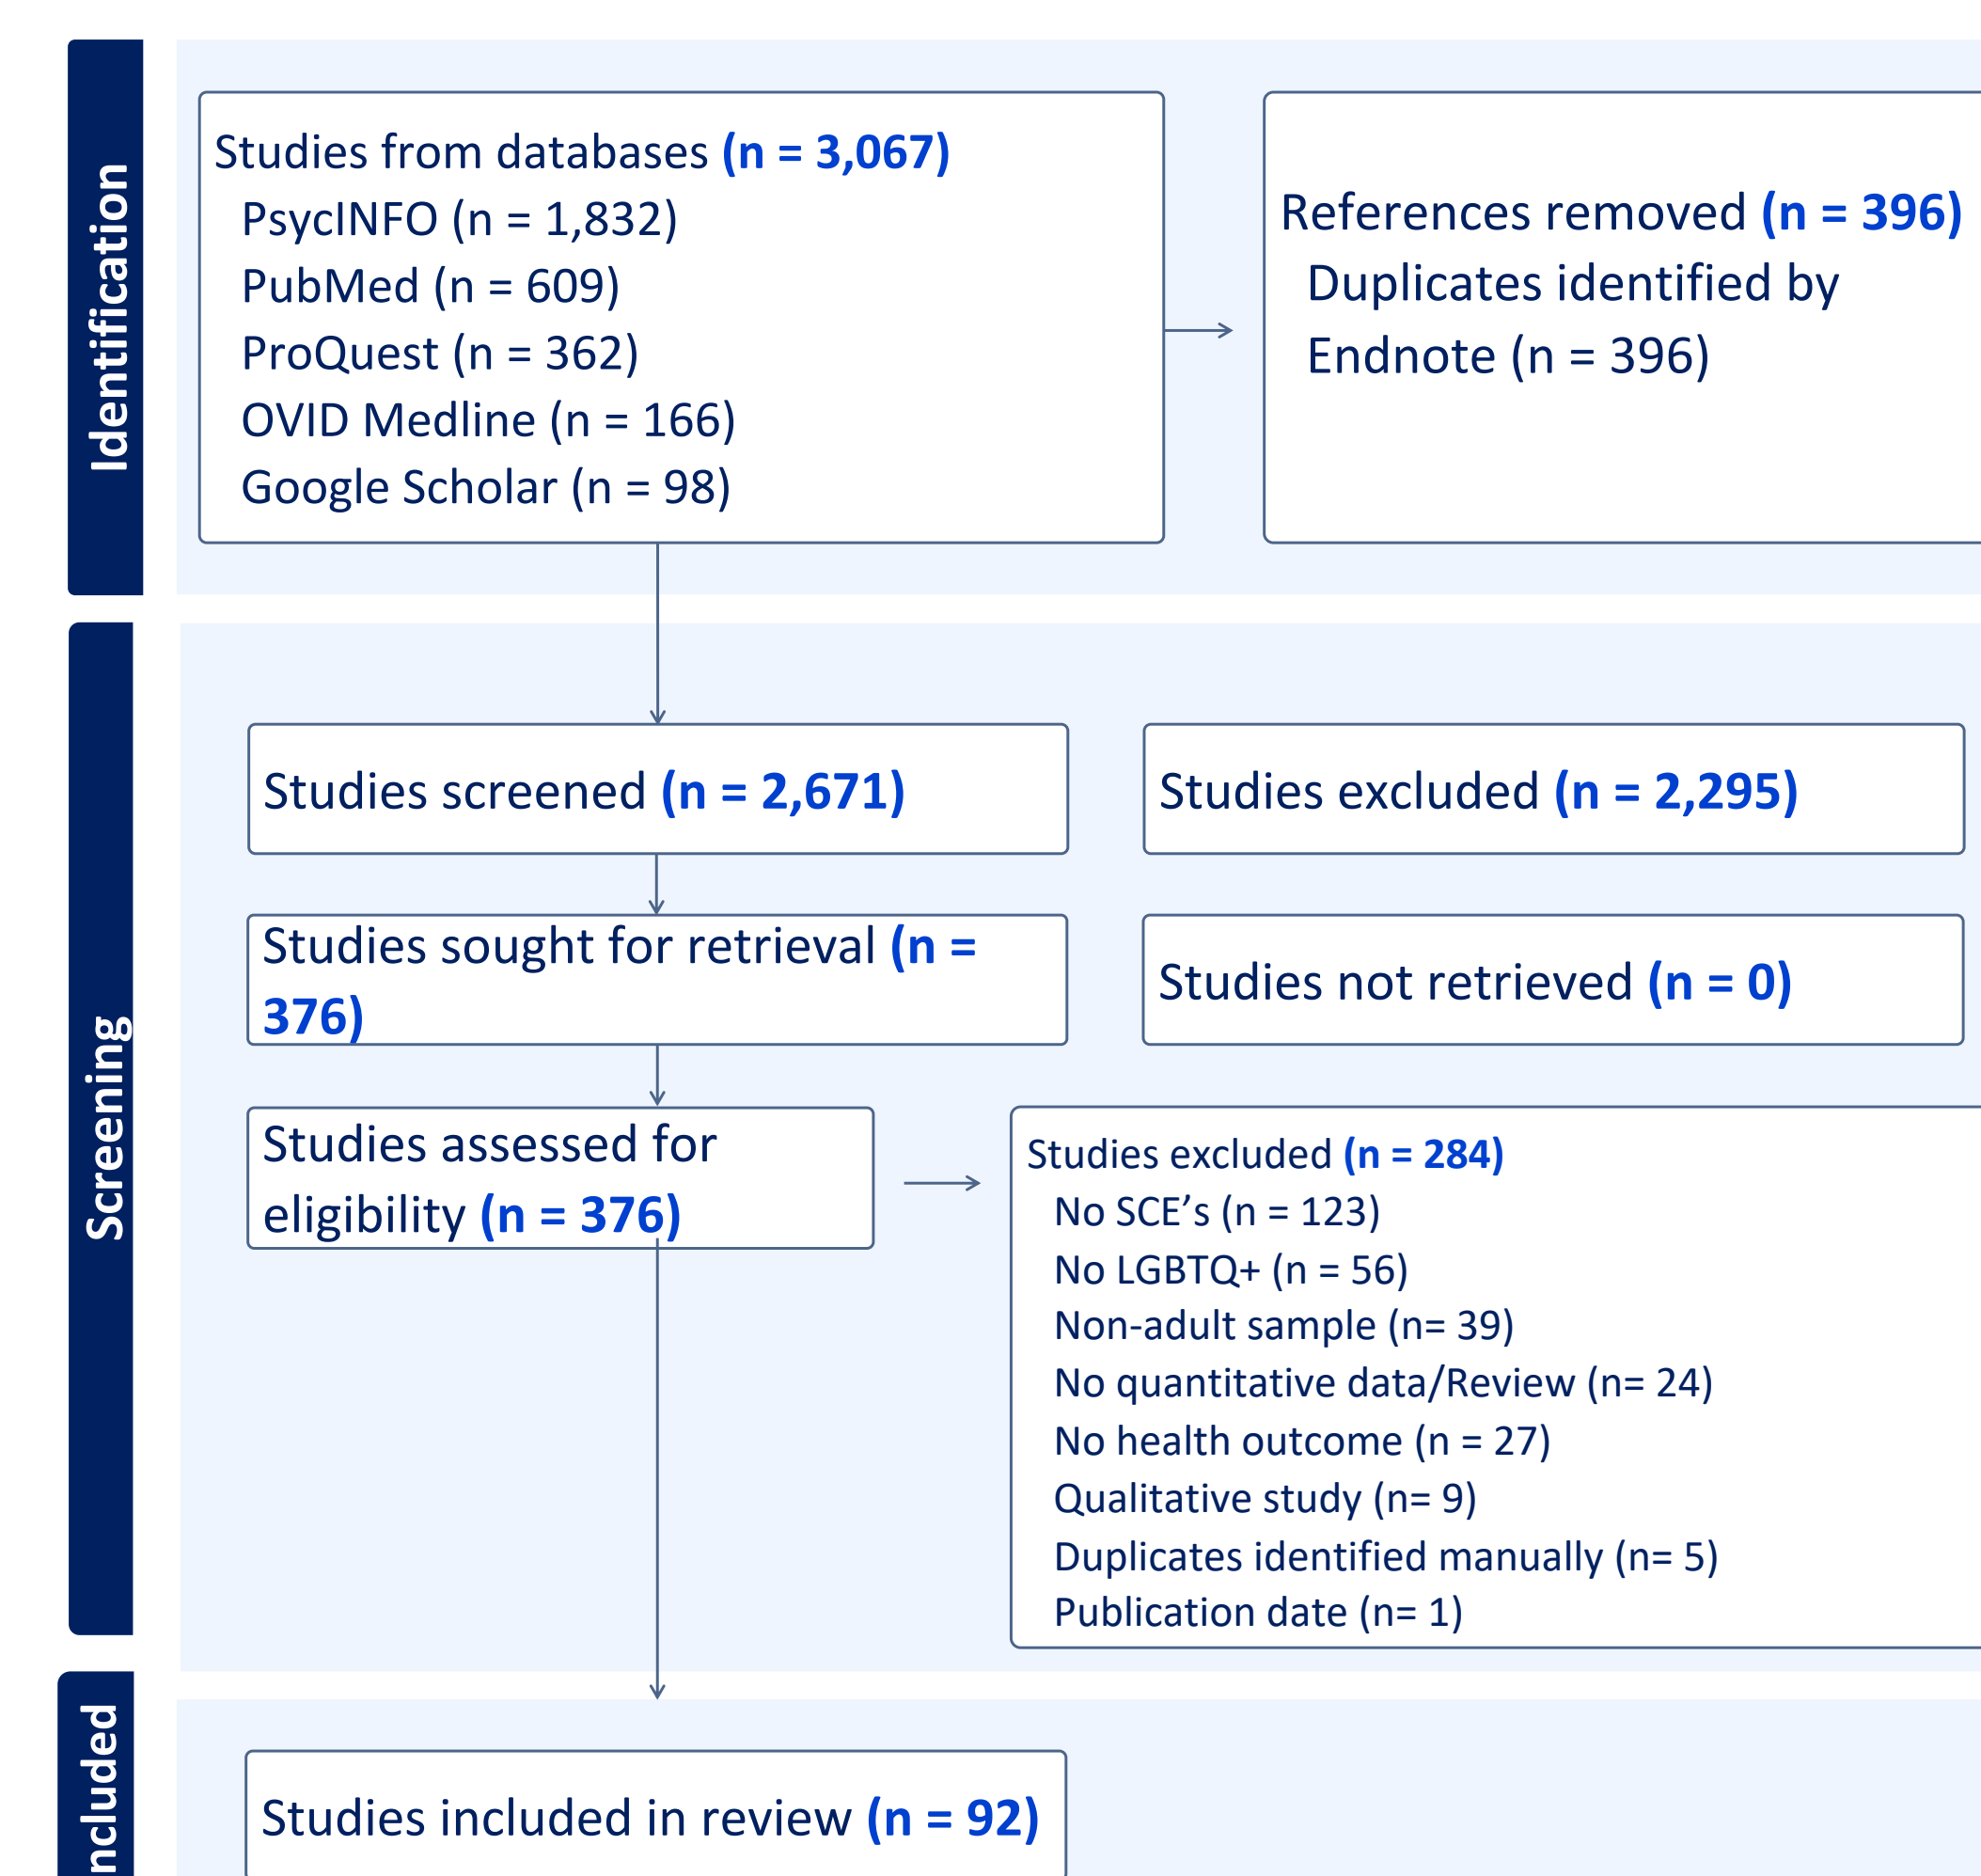 Identification
Studies from databases (n = 3,067)
PsycINFO (n = 1,832)
PubMed (n = 609)
ProQuest (n = 362)
OVID Medline (n = 166)
Google Scholar (n = 98)
References removed (n = 396)
Duplicates identified by
Endnote (n = 396)
Screening
Studies screened (n = 2,671)
Studies excluded (n = 2,295)
Studies sought for retrieval (n =
376)
Studies not retrieved (n = 0)
Studies assessed for
eligibility (n = 376)
Studies excluded (n = 284)
No SCE’s (n = 123)
No LGBTQ+ (n = 56)
Non-adult sample (n= 39)
No quantitative data/Review (n= 24)
No health outcome (n = 27)
Qualitative study (n= 9)
Duplicates identified manually (n= 5)
Publication date (n= 1)
ncluded
Studies included in review (n = 92)